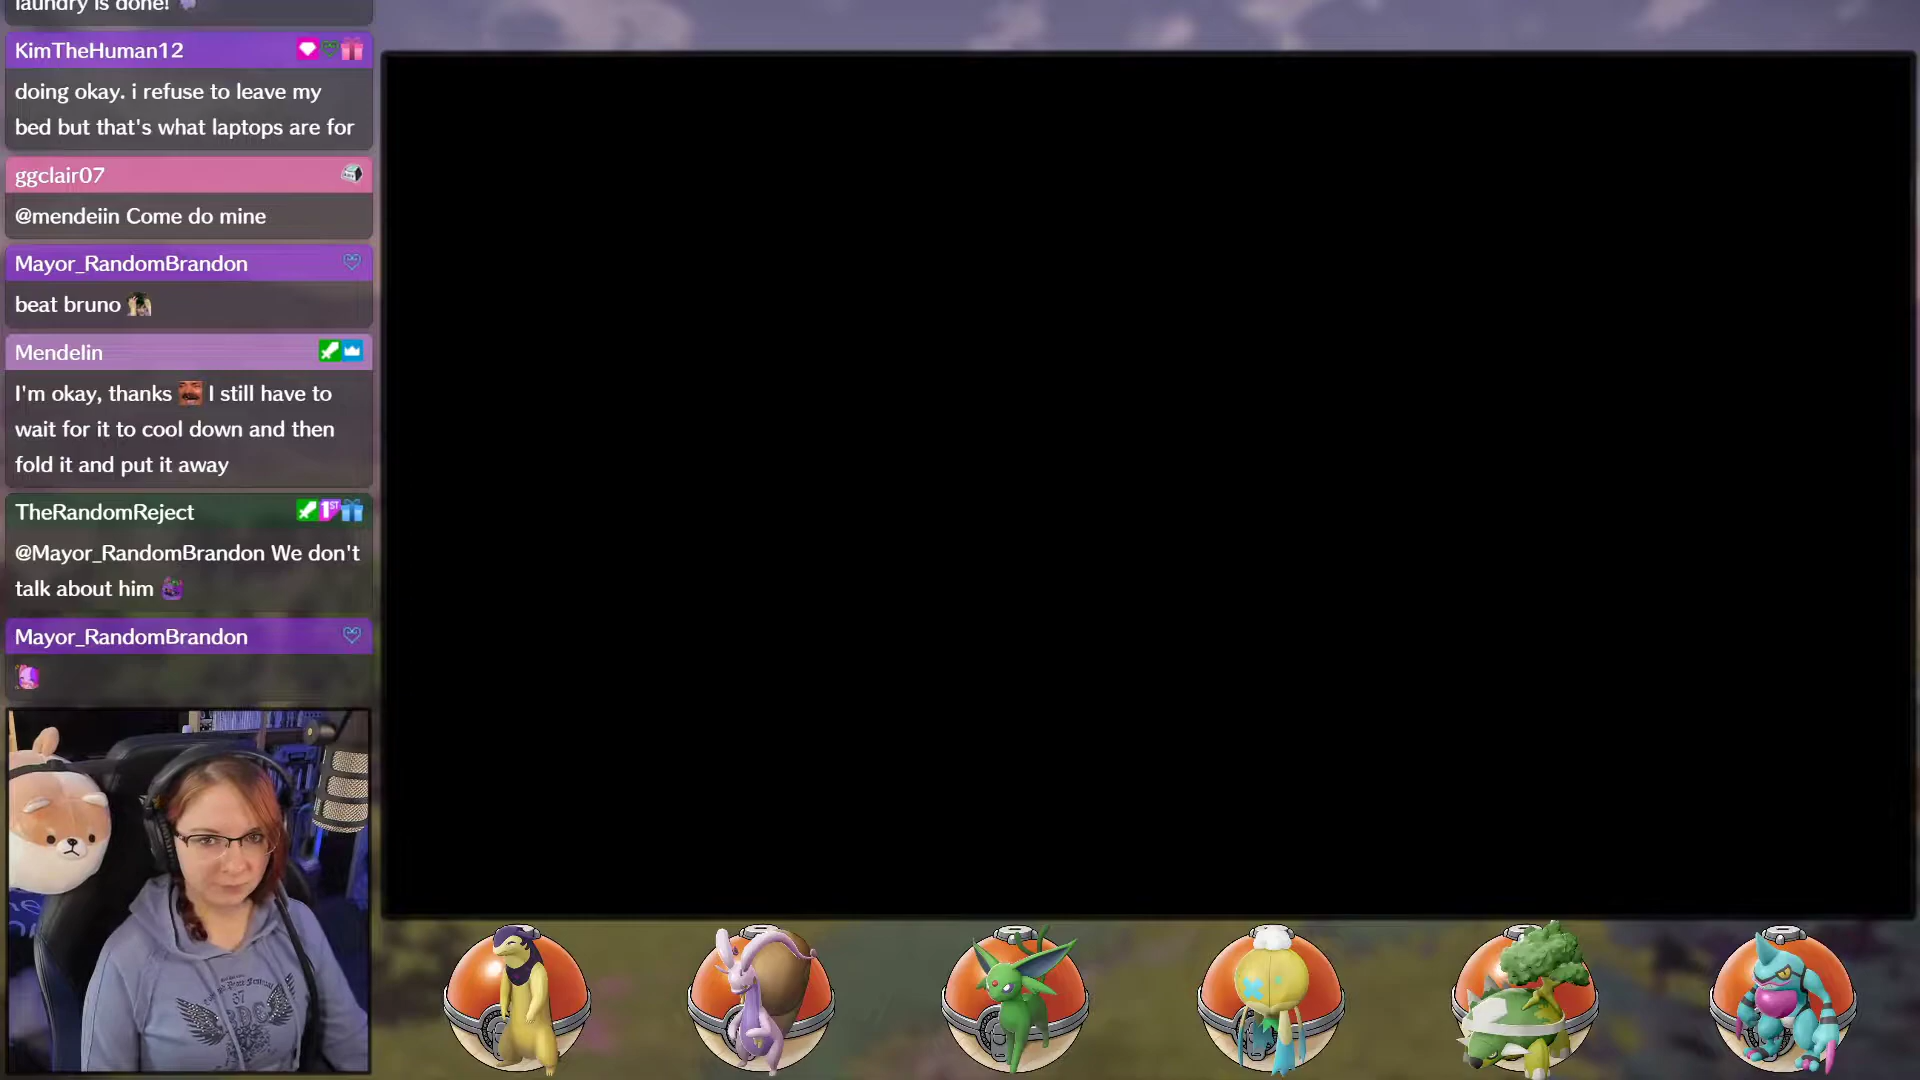 laundry is done!
KimTheHuman12
doing okay. i refuse to leave my
bed but that's what laptops are for
ggclair07
@mendeiin Come do mine
Mayor_RandomBrandon
beat bruno
Mendelin
I'm okay, thanks I still have to
wait for it to cool down and then
fold it and put it away
TheRandomReject
1ST
@Mayor_RandomBrandon We don't
talk about him
Mayor_RandomBrandon